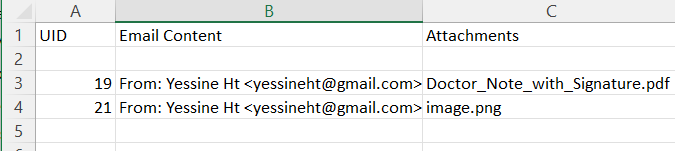 A B C
1 UID Email Content Attachments
2
3 19 From: Yessine Ht <yessineht@gmail.com> Doctor_Note_with_Signature.pdf
4 21 From: Yessine Ht <yessineht@gmail.com> image.png
5
6